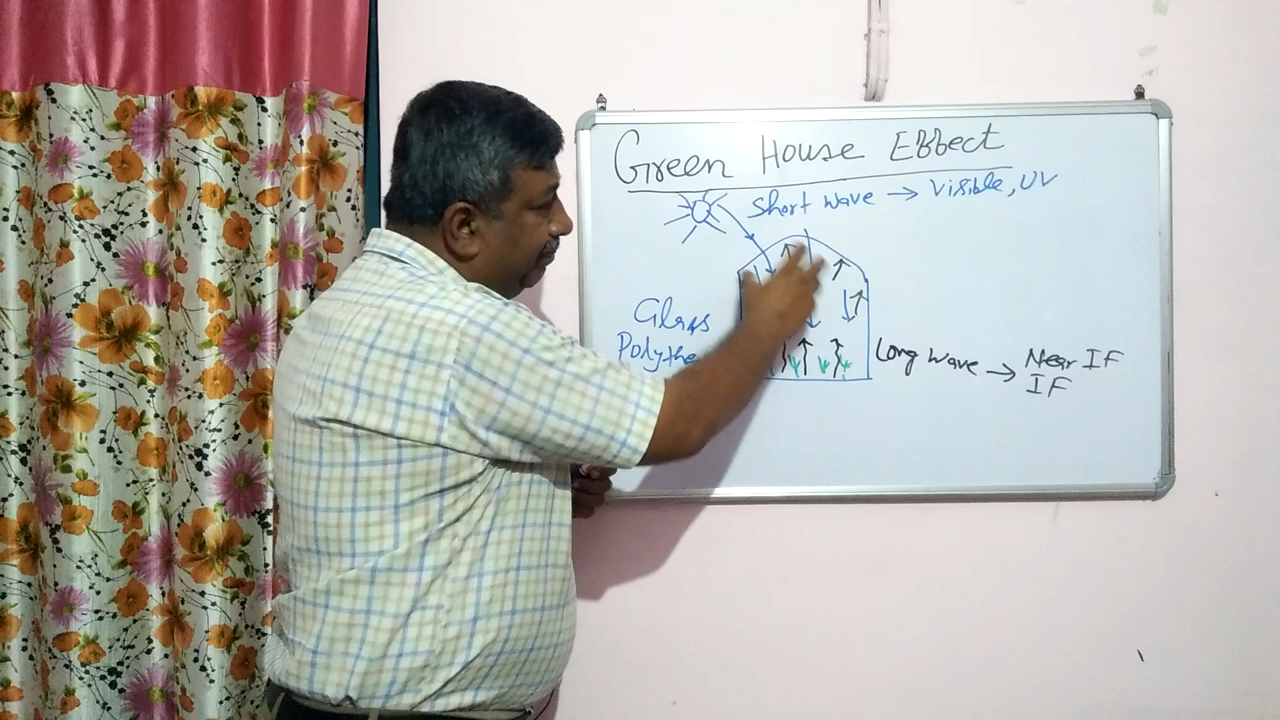 Green House Effect
Short wave → Visible, UV
Glass
Polythe
Long wave → Near IF
IF